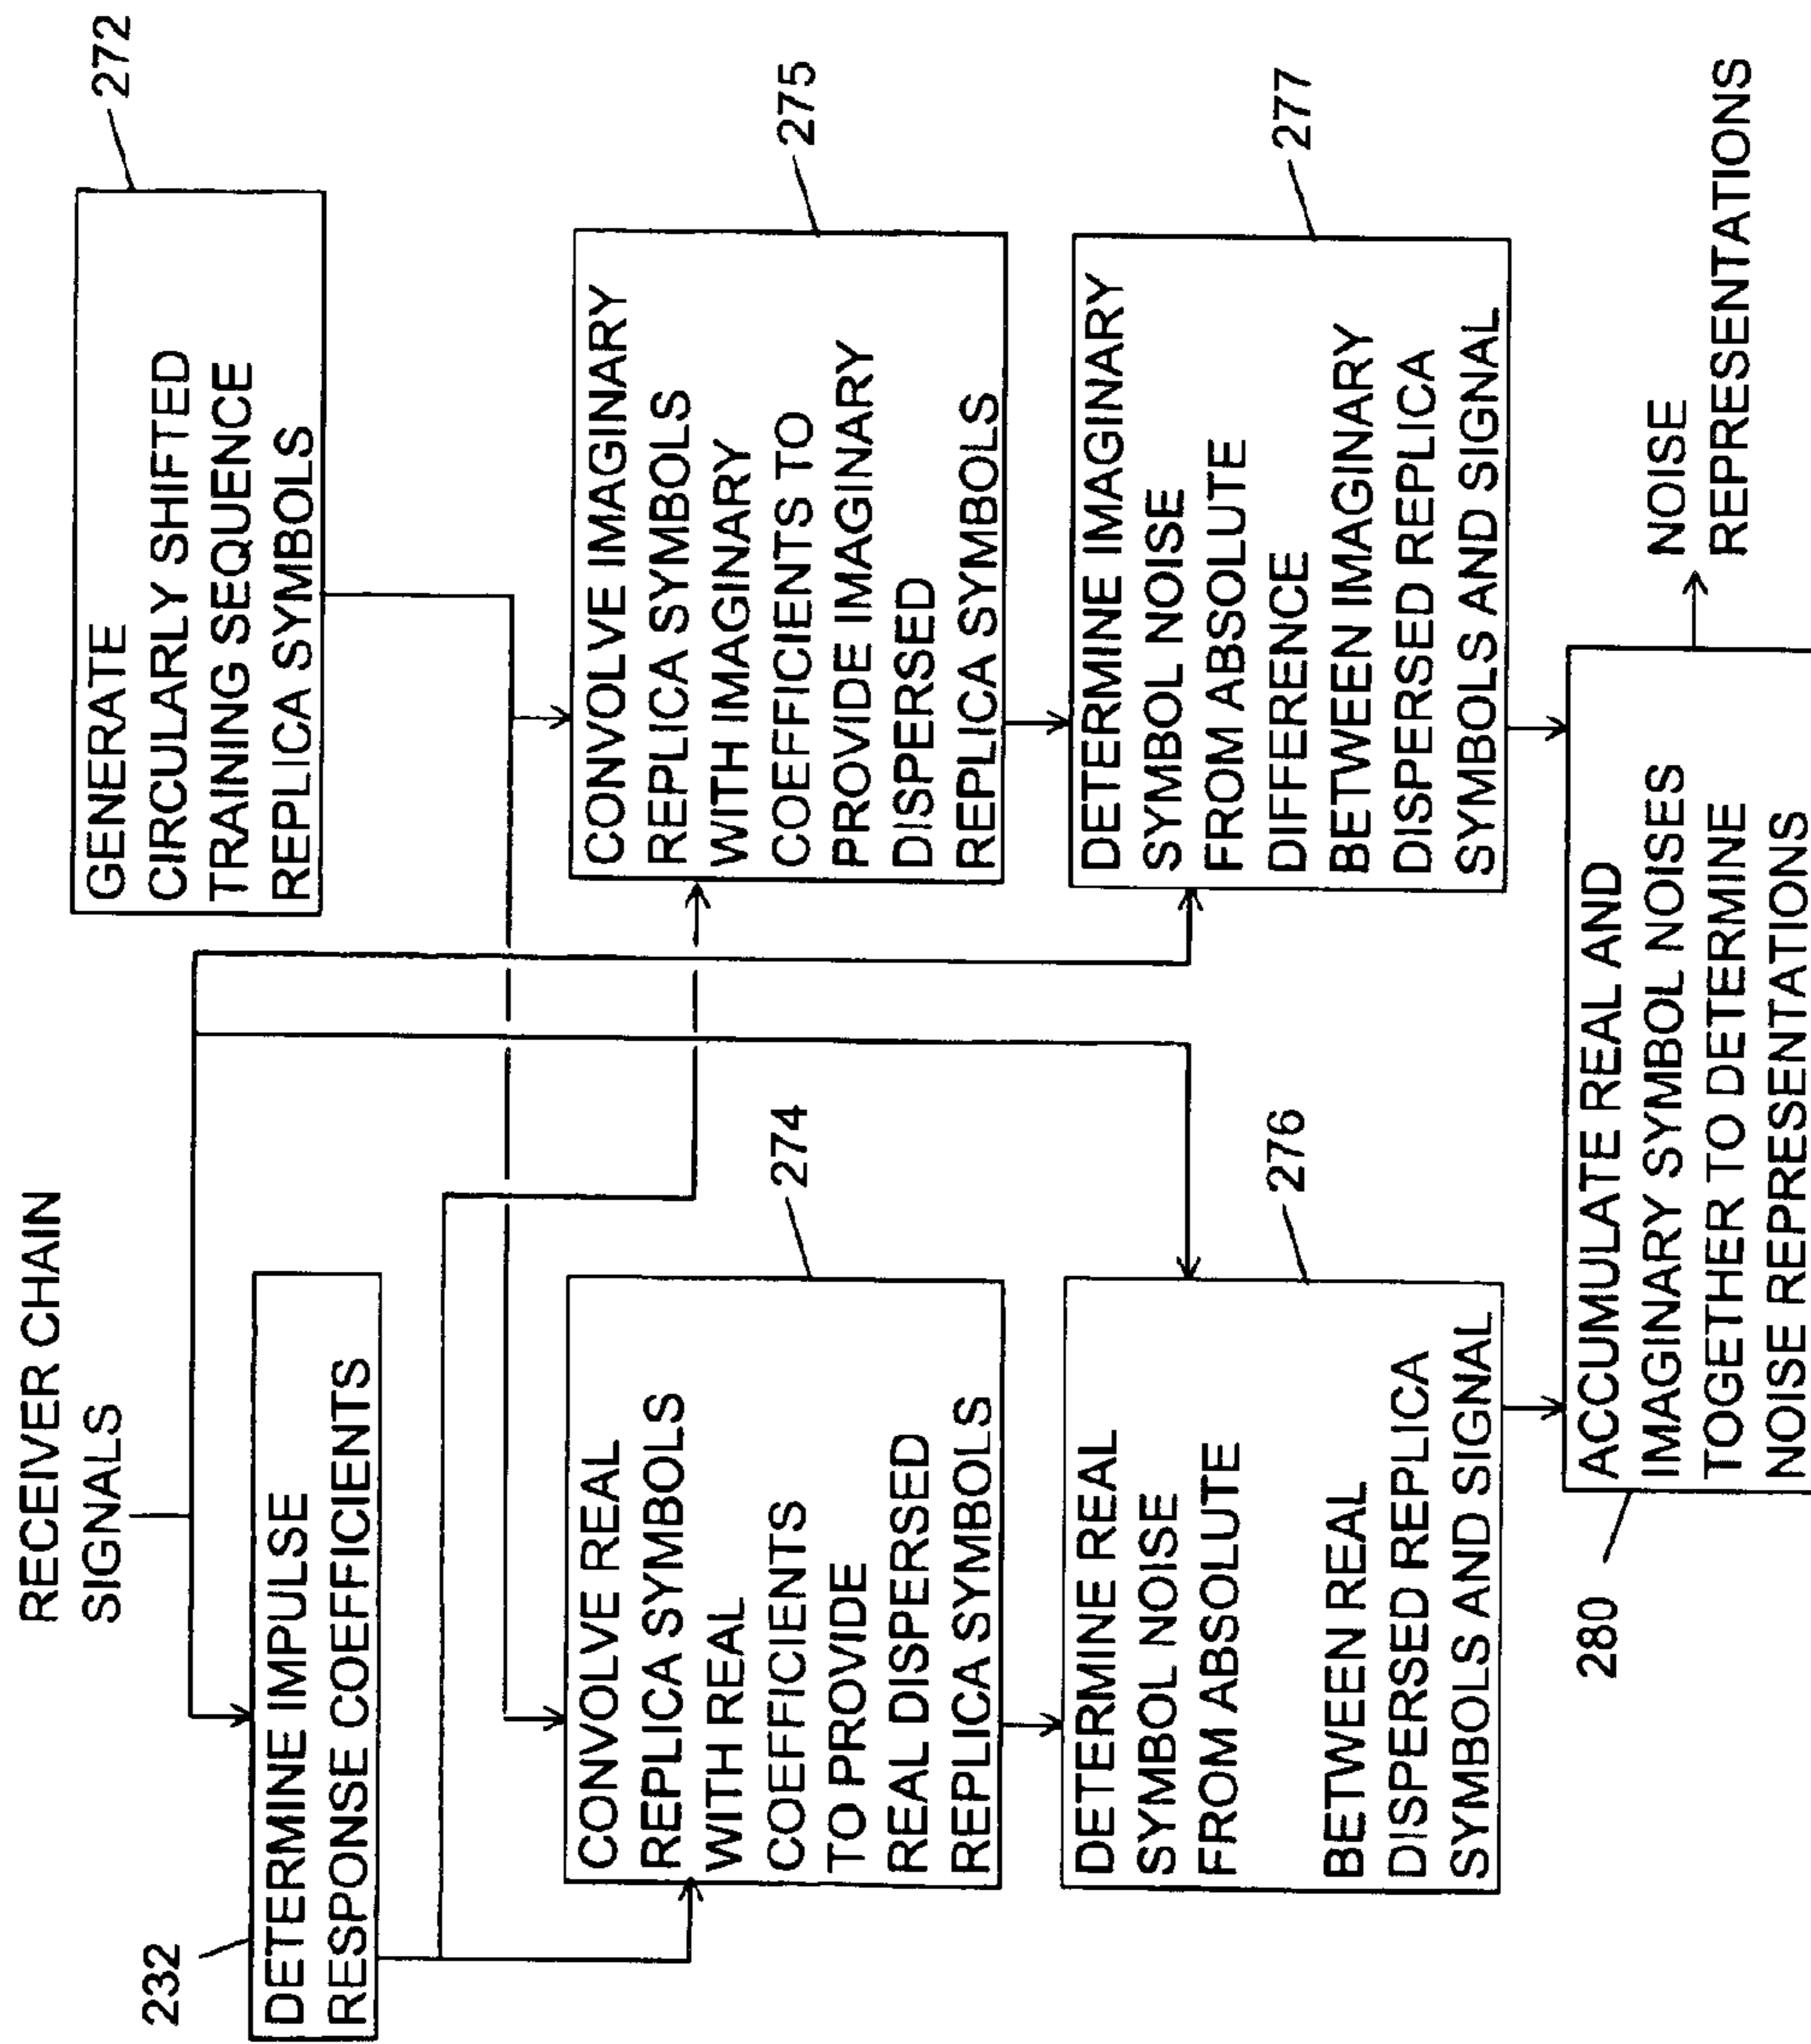 RECEIVER CHAIN
SIGNALS
232
DETERMINE IMPULSE
RESPONSE COEFFICIENTS
272
GENERATE
CIRCULARLY SHIFTED
TRAINING SEQUENCE
REPLICA SYMBOLS
274
CONVOLVE REAL
REPLICA SYMBOLS
WITH REAL
COEFFICIENTS
TO PROVIDE
REAL DISPERSED
REPLICA SYMBOLS
275
CONVOLVE IMAGINARY
REPLICA SYMBOLS
WITH IMAGINARY
COEFFICIENTS TO
PROVIDE IMAGINARY
DISPERSED
REPLICA SYMBOLS
276
DETERMINE REAL
SYMBOL NOISE
FROM ABSOLUTE
BETWEEN REAL
DISPERSED REPLICA
SYMBOLS AND SIGNAL
277
DETERMINE IMAGINARY
SYMBOL NOISE
FROM ABSOLUTE
DIFFERENCE
BETWEEN IMAGINARY
DISPERSED REPLICA
SYMBOLS AND SIGNAL
280
ACCUMULATE REAL AND
IMAGINARY SYMBOL NOISES
TOGETHER TO DETERMINE
NOISE REPRESENTATIONS
NOISE
REPRESENTATIONS